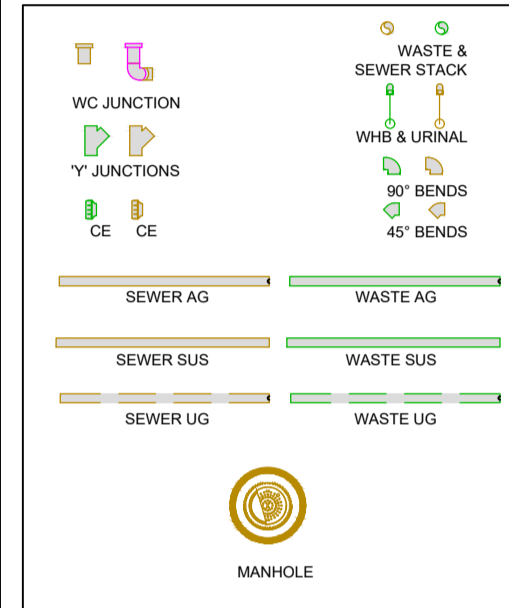 WASTE &
SEWER STACK
WC JUNCTION
WHB & URINAL
'Y' JUNCTIONS
90° BENDS
CE CE
45° BENDS
SEWER AG
WASTE AG
SEWER SUS
WASTE SUS
SEWER UG
WASTE UG
MANHOLE